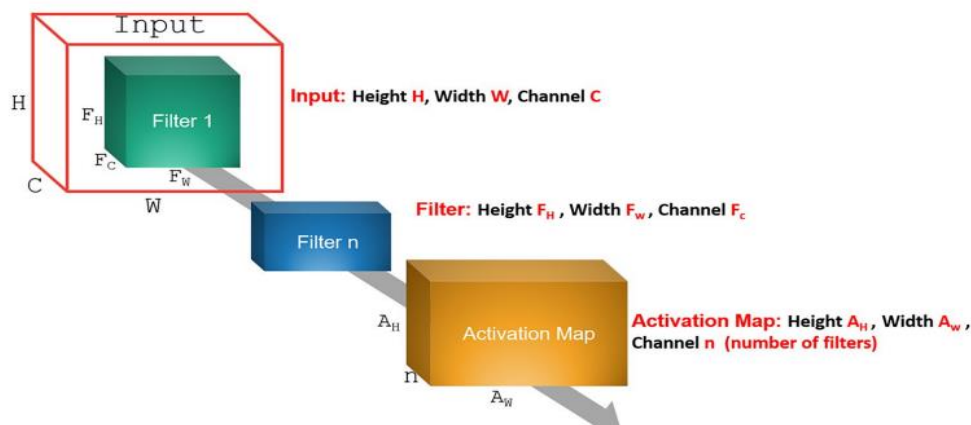 Input
H
F_H
Filter 1
Input: Height H, Width W, Channel C
F_C
F_W
C
W
Filter: Height F_H , Width F_w , Channel F_c
Filter n
A_H
Activation Map
Activation Map: Height A_H , Width A_w ,
Channel n (number of filters)
n
A_W